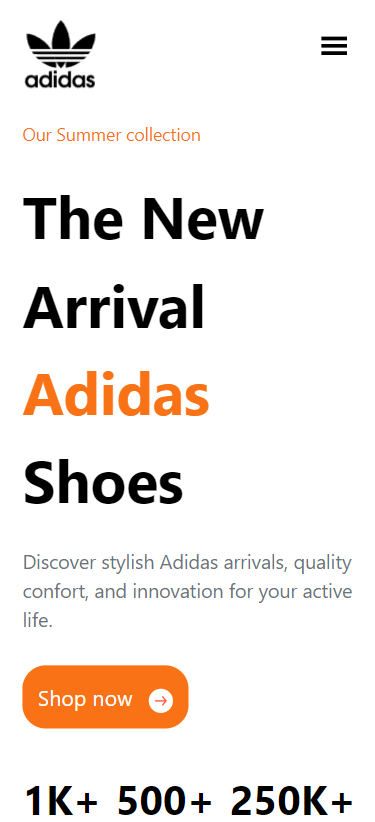 adidas
Our Summer collection
The New
Arrival
Adidas
Shoes
Discover stylish Adidas arrivals, quality
confort, and innovation for your active
life.
Shop now
1K+ 500+ 250K+